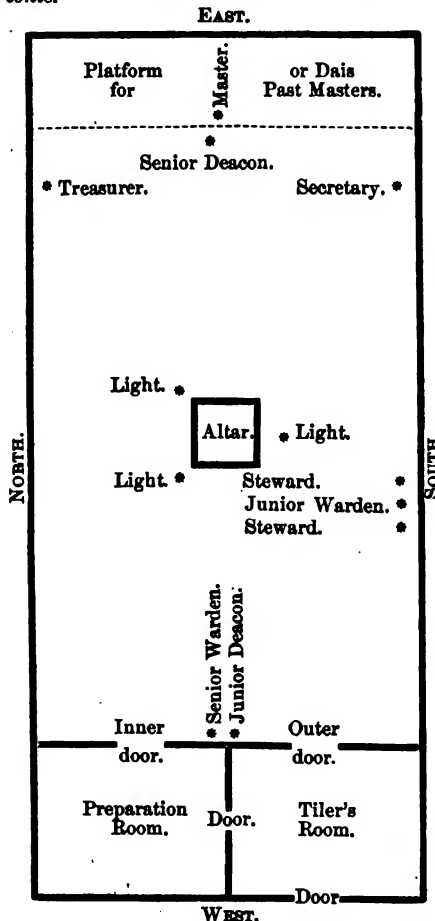 EAST.
Platform
for
Master.
or Dais
Past Masters.
Senior Deacon.
Treasurer.
Secretary.
Light.
Altar.
Light.
NORTH.
SOUTH.
Light.
Steward.
Junior Warden.
Steward.
Senior Warden.
Junior Deacon.
Inner
door.
Outer
door.
Preparation
Room.
Door.
Tiler's
Room.
Door
WEST.